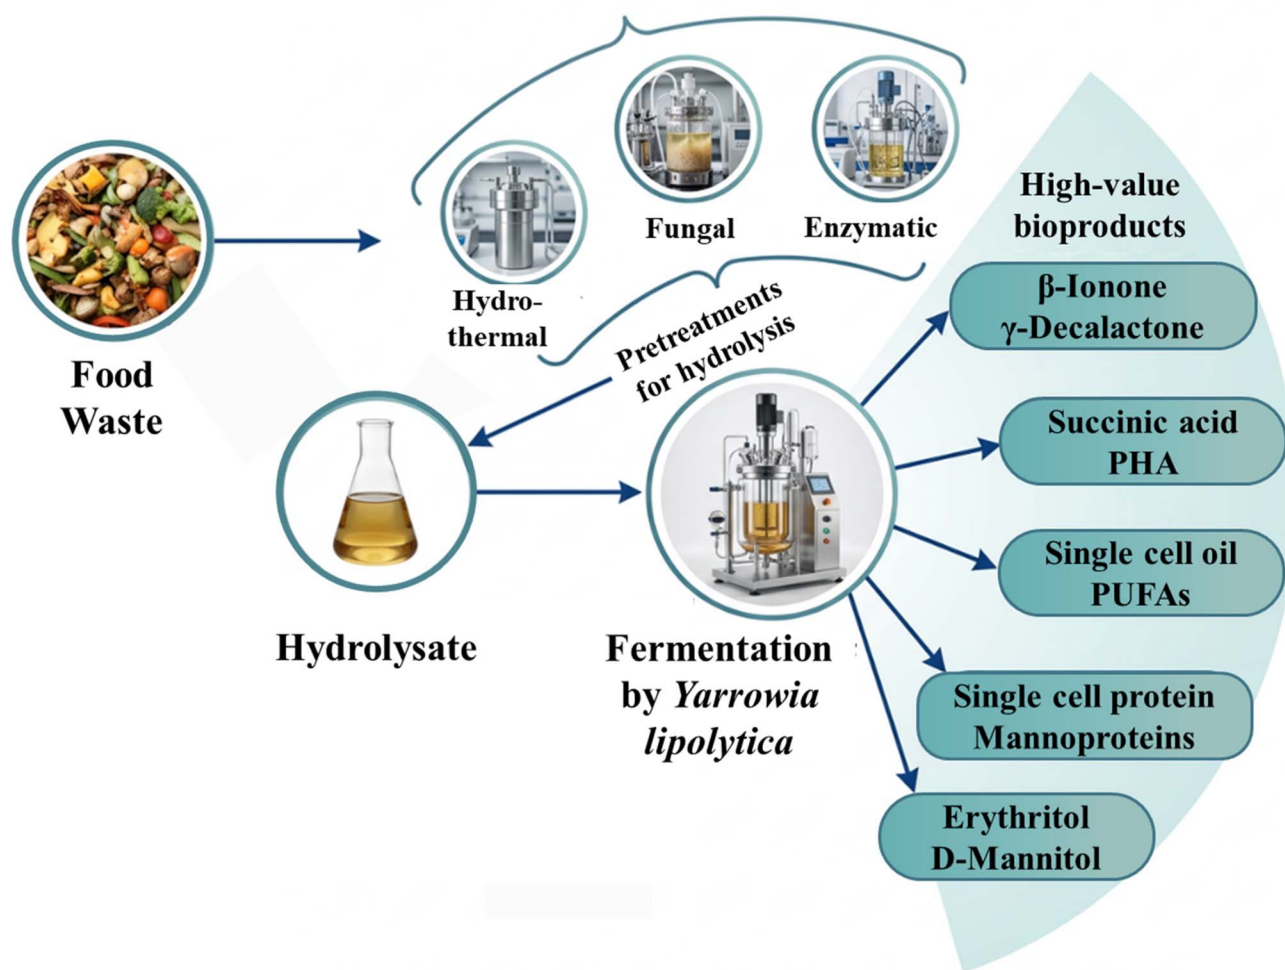 Food
Waste
Hydro-
thermal
Fungal
Enzymatic
Pretreatments
for hydrolysis
Hydrolysate
Fermentation
by Yarrowia
lipolytica
High-value
bioproducts
β-Ionone
γ-Decalactone
Succinic acid
PHA
Single cell oil
PUFAs
Single cell protein
Mannoproteins
Erythritol
D-Mannitol